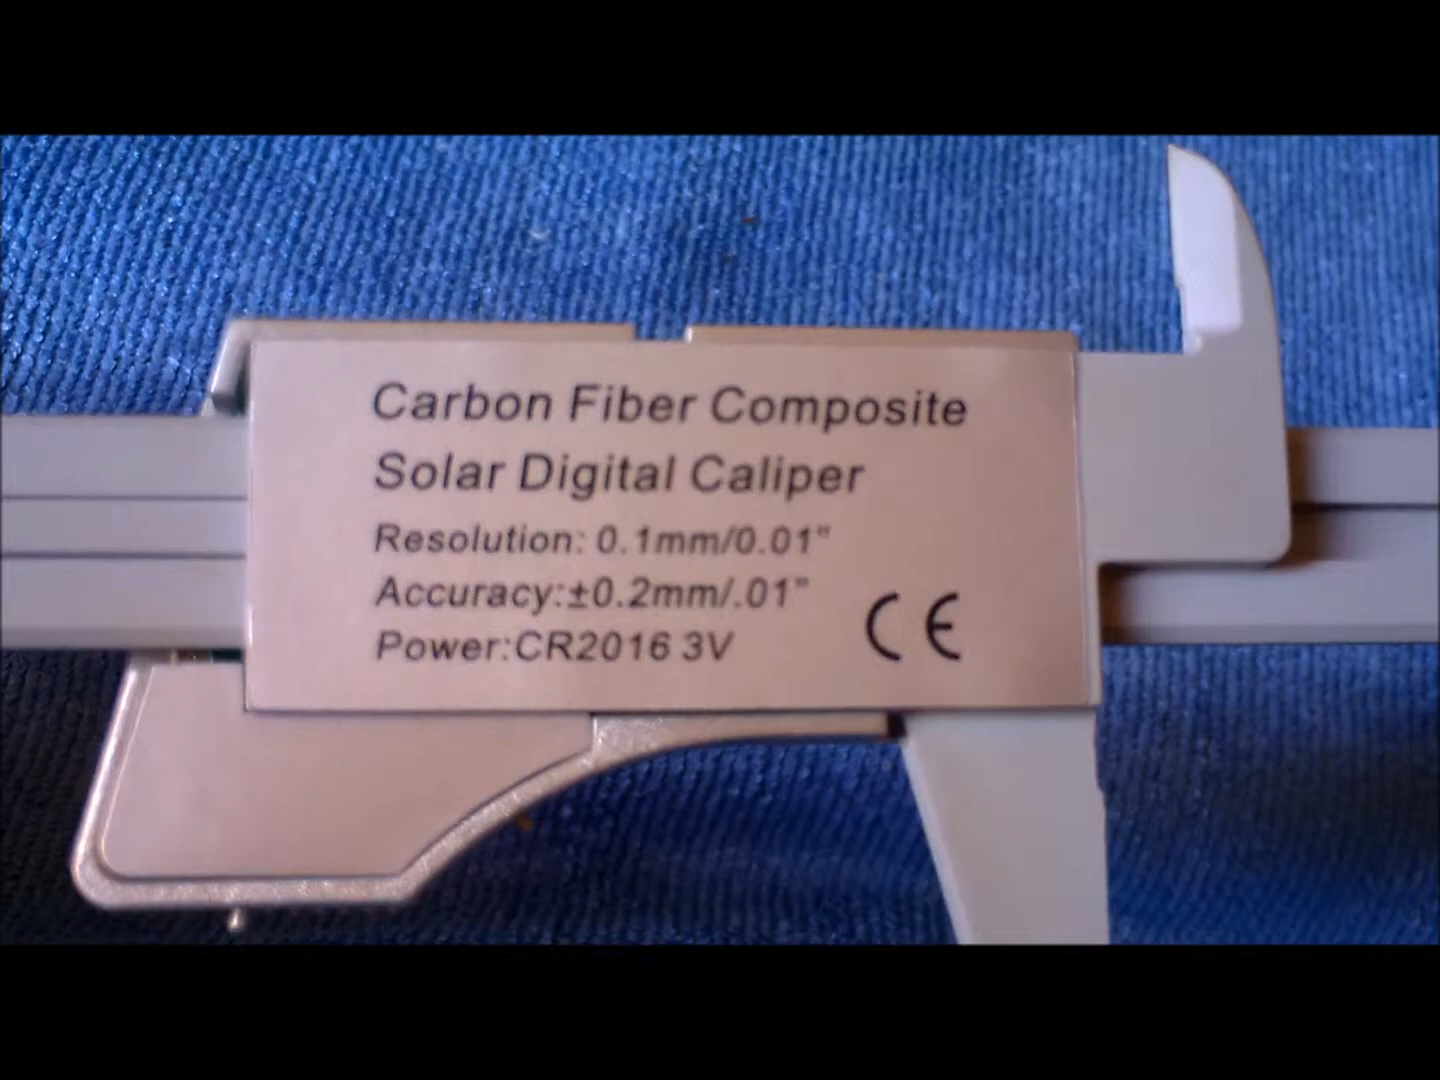 Carbon Fiber Composite
Solar Digital Caliper
Resolution: 0.1mm/0.01"
Accuracy:±0.2mm/.01"
Power:CR2016 3V
CE